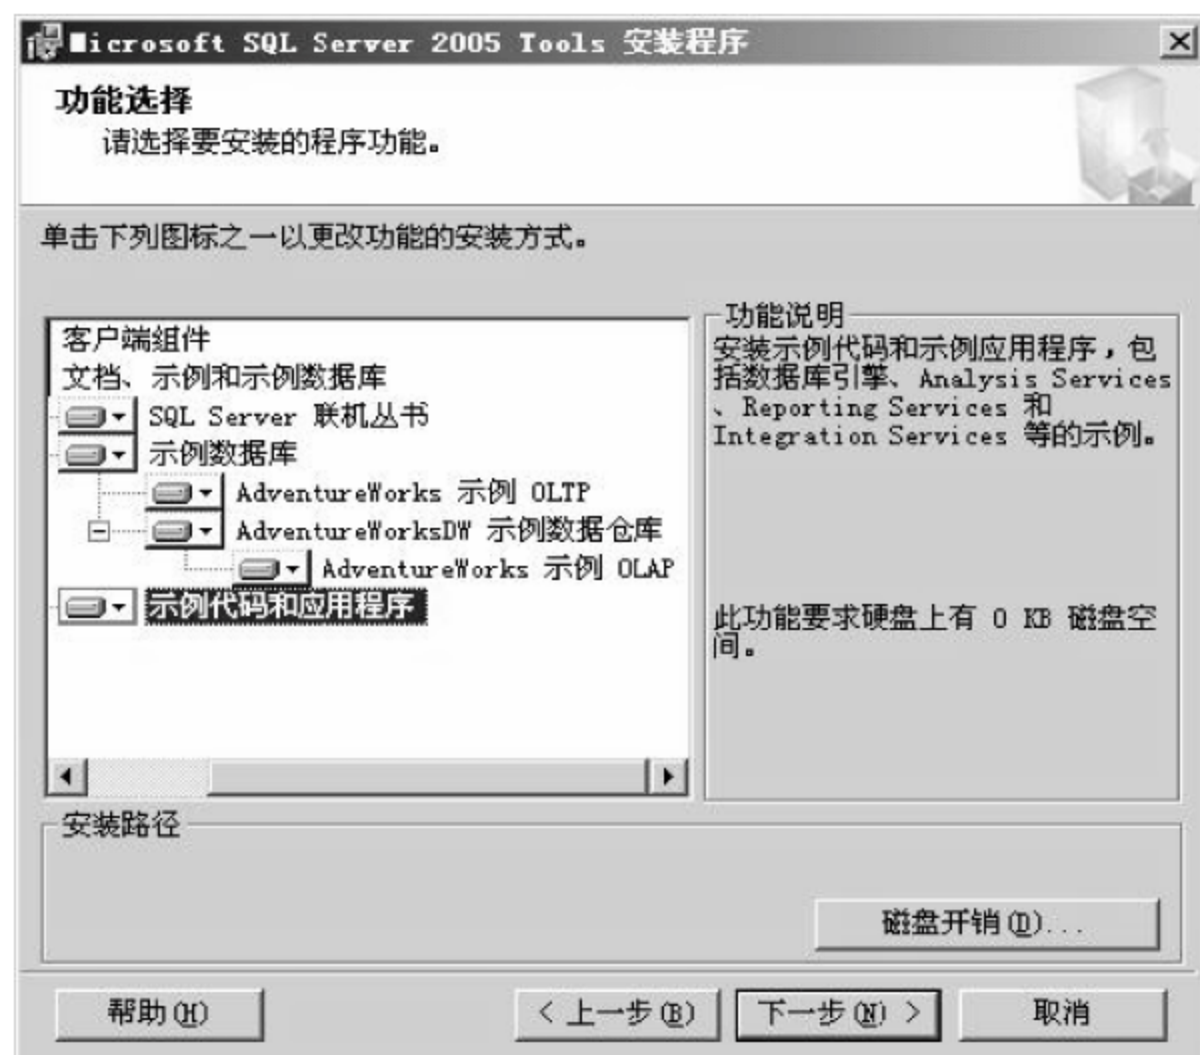 Microsoft SQL Server 2005 Tools 安装程序
功能选择
请选择要安装的程序功能。
单击下列图标之一以更改功能的安装方式。
客户端组件
文档、示例和示例数据库
SQL Server 联机丛书
示例数据库
AdventureWorks 示例 OLTP
AdventureWorksDW 示例数据仓库
AdventureWorks 示例 OLAP
示例代码和应用程序
功能说明
安装示例代码和示例应用程序，包
括数据库引擎、Analysis Services
、Reporting Services 和
Integration Services 等的示例。
此功能要求硬盘上有 0 KB 磁盘空
间。
安装路径
磁盘开销(D)...
帮助(H)
< 上一步(B)
下一步(N) >
取消